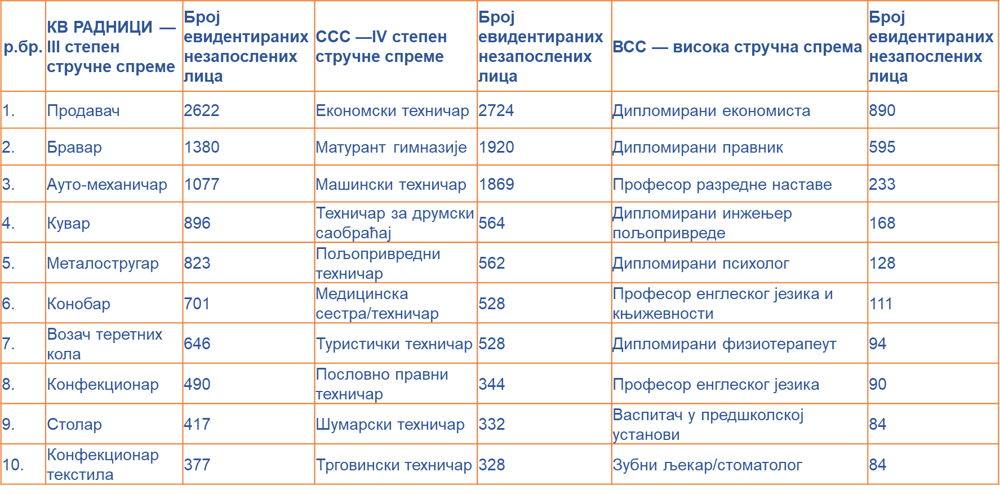 р.бр.
КВ РАДНИЦИ —
III степен
стручне спреме
Број
евидентираних
незапослених
лица
ССС —IV степен
стручне спреме
Број
евидентираних
незапослених
лица
ВСС — висока стручна спрема
Број
евидентираних
незапослених
лица
1.
Продавач
2622
Економски техничар
2724
Дипломирани економиста
890
2.
Бравар
1380
Матурант гимназије
1920
Дипломирани правник
595
3.
Ауто-механичар
1077
Машински техничар
1869
Професор разредне наставе
233
4.
Кувар
896
Техничар за друмски
саобраћај
564
Дипломирани инжењер
пољопривреде
168
5.
Металостругар
823
Пољопривредни
техничар
562
Дипломирани психолог
128
6.
Конобар
701
Медицинска
сестра/техничар
528
Професор енглеског језика и
књижевности
111
7.
Возач теретних
кола
646
Туристички техничар
528
Дипломирани физиотерапеут
94
8.
Конфекционар
490
Пословно правни
техничар
344
Професор енглеског језика
90
9.
Столар
417
Шумарски техничар
332
Васпитач у предшколској
установи
84
10.
Конфекционар
текстила
377
Трговински техничар
328
Зубни љекар/стоматолог
84